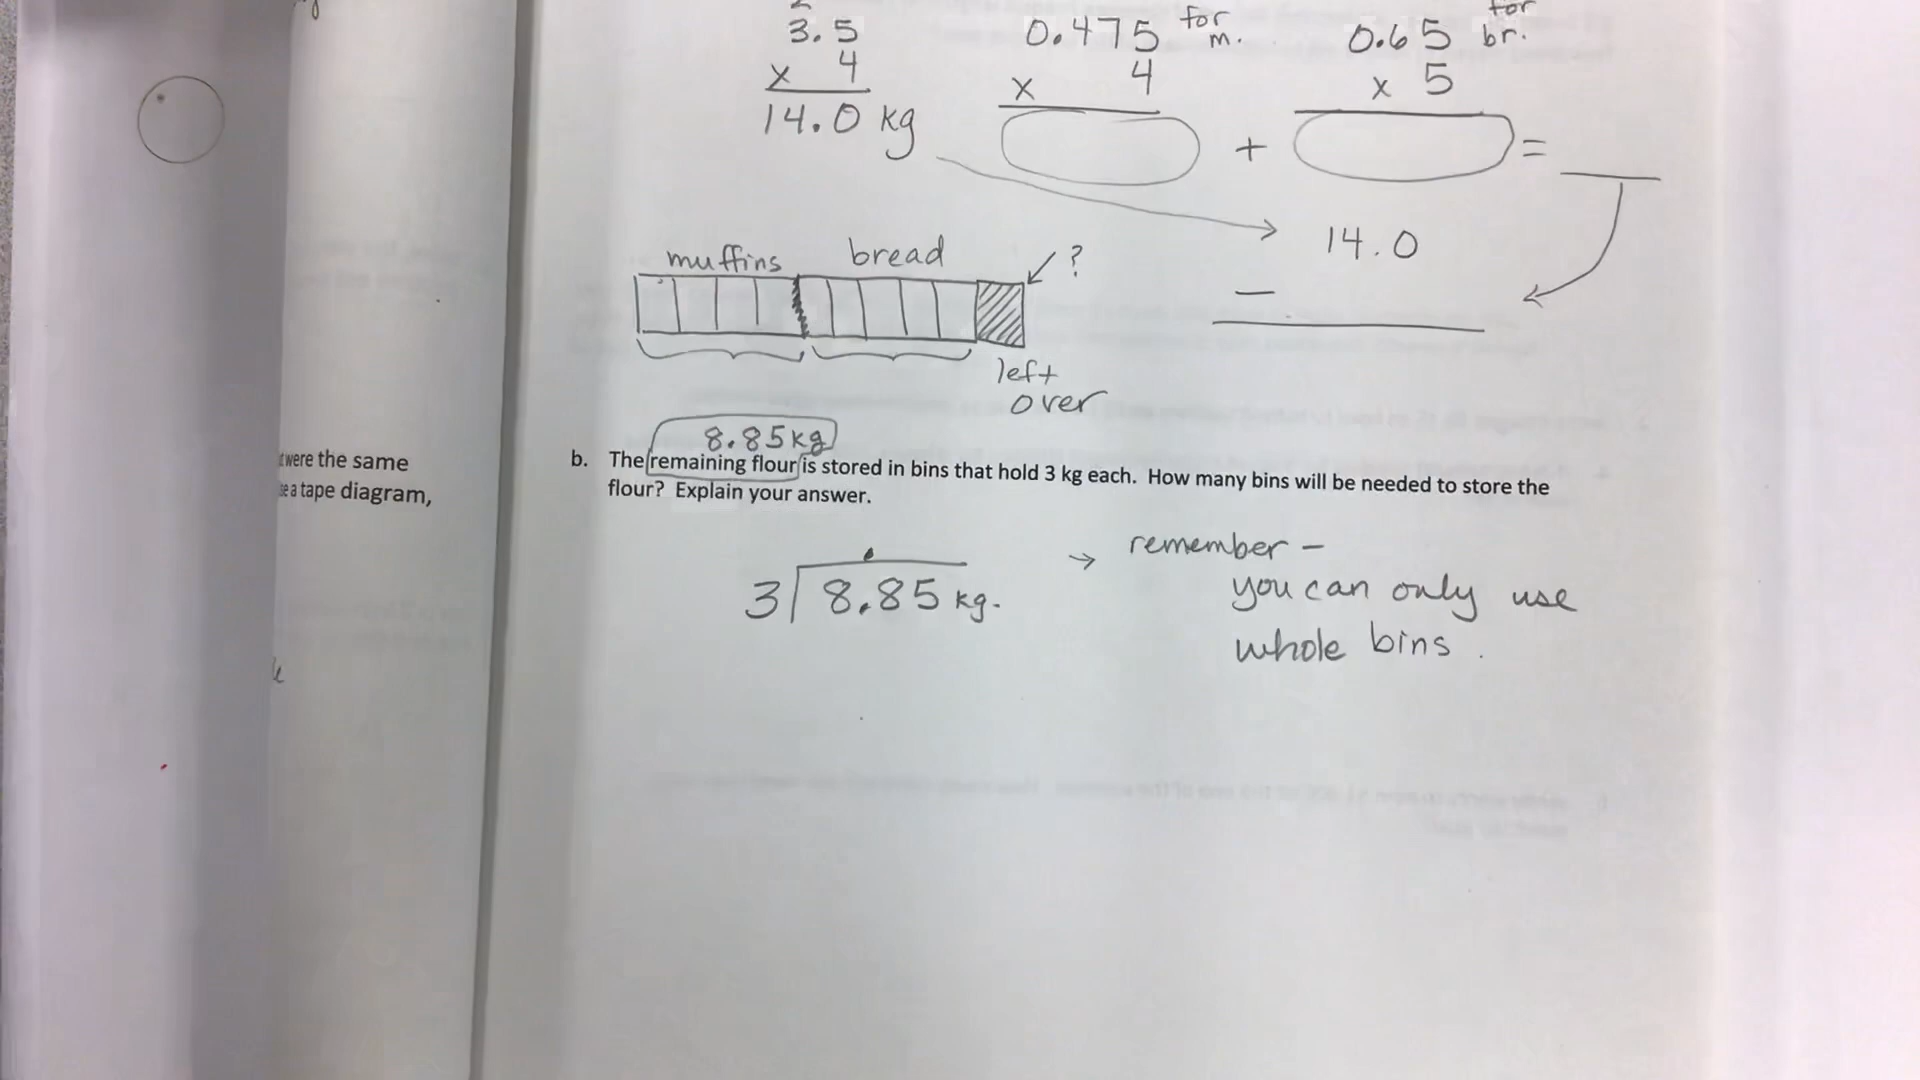 3.5
x 4
14.0 kg
0.475 for m.
x 4
+
0.65 for br.
x 5
=
14.0
–
muffins bread ?
left
over
8.85kg
b. The remaining flour is stored in bins that hold 3 kg each. How many bins will be needed to store the
flour? Explain your answer.
were the same
a tape diagram,
3 8.85 kg.
→ remember –
you can only use
whole bins.